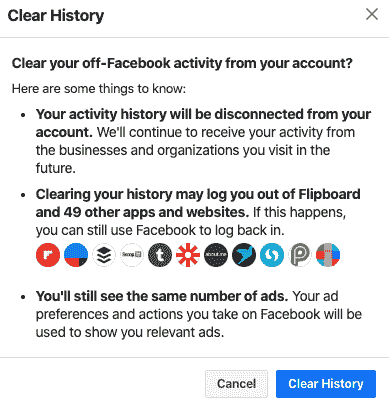 Clear History
Clear your off-Facebook activity from your account?
Here are some things to know:
• Your activity history will be disconnected from your
account. We'll continue to receive your activity from
the businesses and organizations you visit in the
future.
• Clearing your history may log you out of Flipboard
and 49 other apps and websites. If this happens,
you can still use Facebook to log back in.
Scoop.it! t about.me
• You'll still see the same number of ads. Your ad
preferences and actions you take on Facebook will be
used to show you relevant ads.
Cancel Clear History